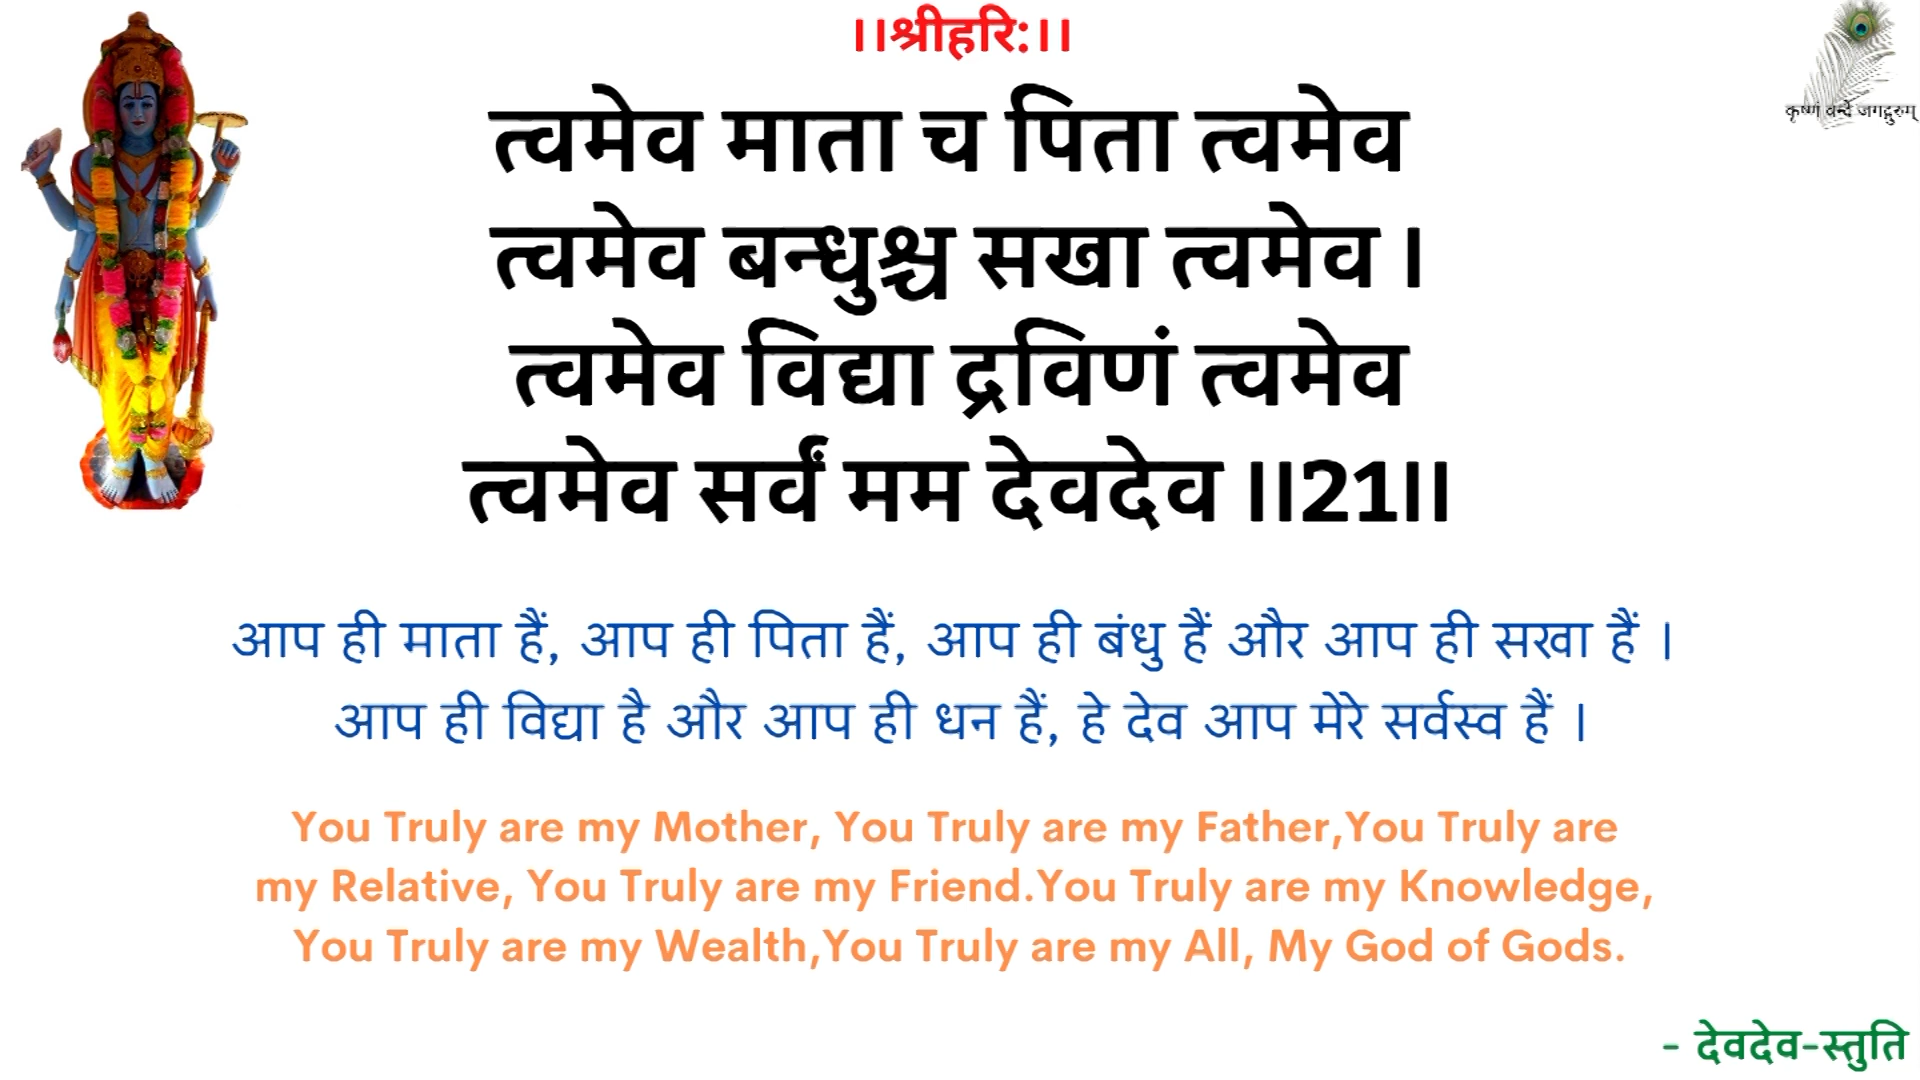 ।।श्रीहरि:।।
कृष्णं वन्दे जगद्गुरुम्
त्वमेव माता च पिता त्वमेव
त्वमेव बन्धुश्च सखा त्वमेव ।
त्वमेव विद्या द्रविणं त्वमेव
त्वमेव सर्वं मम देवदेव ।।21।।
आप ही माता हैं, आप ही पिता हैं, आप ही बंधु हैं और आप ही सखा हैं ।
आप ही विद्या है और आप ही धन हैं, हे देव आप मेरे सर्वस्व हैं ।
You Truly are my Mother, You Truly are my Father,You Truly are
my Relative, You Truly are my Friend.You Truly are my Knowledge,
You Truly are my Wealth,You Truly are my All, My God of Gods.
- देवदेव-स्तुति